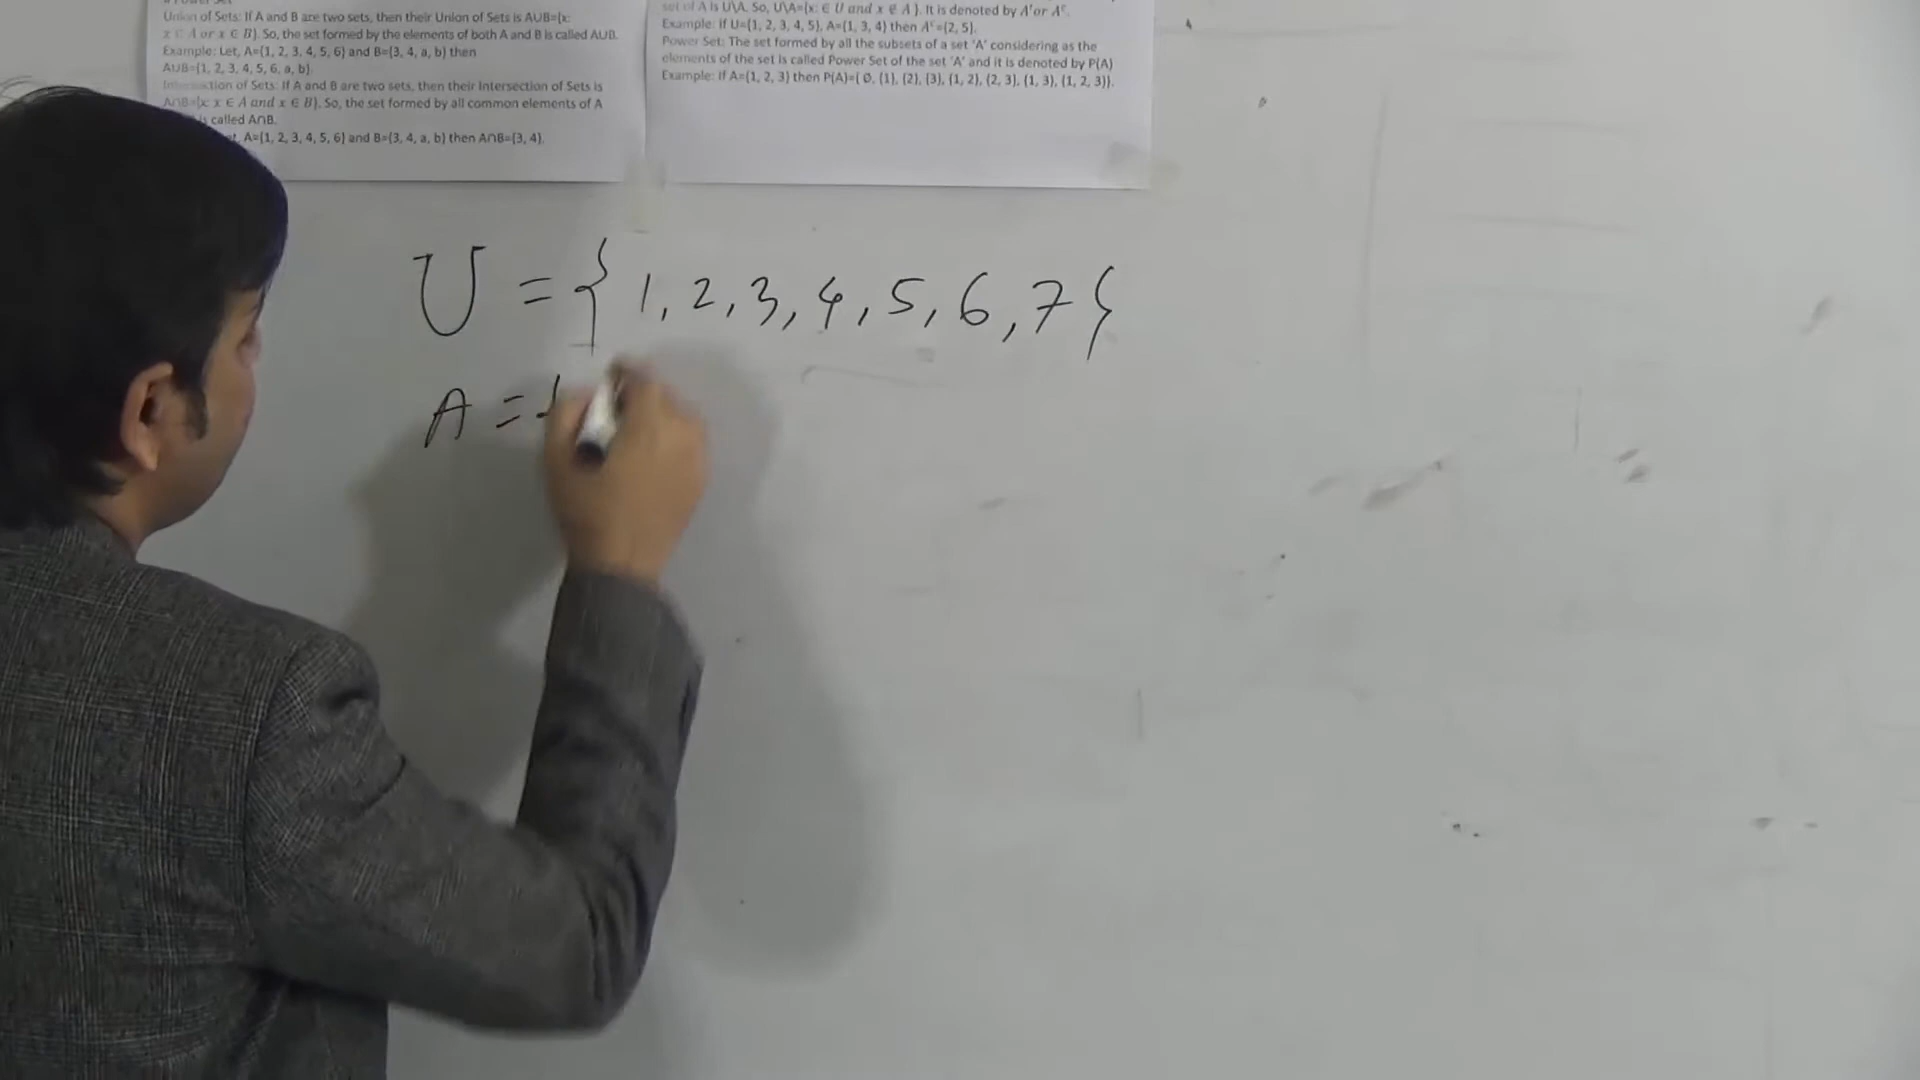 Union of Sets: If A and B are two sets, then their Union of Sets is A∪B={x:
x ∈ A or x ∈ B}. So, the set formed by the elements of both A and B is called A∪B.
Example: Let, A={1, 2, 3, 4, 5, 6} and B={3, 4, a, b} then
A∪B={1, 2, 3, 4, 5, 6, a, b}.
Intersection of Sets: If A and B are two sets, then their Intersection of Sets is
A∩B={x: x ∈ A and x ∈ B}. So, the set formed by all common elements of A
is called A∩B.
A={1, 2, 3, 4, 5, 6} and B={3, 4, a, b} then A∩B={3, 4}.
set of A is U\A. So, U\A={x: ∈ U and x ∉ A }. It is denoted by A' or Aᶜ.
Example: if U={1, 2, 3, 4, 5}, A={1, 3, 4} then Aᶜ={2, 5}.
Power Set: The set formed by all the subsets of a set 'A' considering as the
elements of the set is called Power Set of the set 'A' and it is denoted by P(A)
Example: If A={1, 2, 3} then P(A)={ Ø, {1}, {2}, {3}, {1, 2}, {2, 3}, {1, 3}, {1, 2, 3}}.
U = { 1, 2, 3, 4, 5, 6, 7 }
A = {